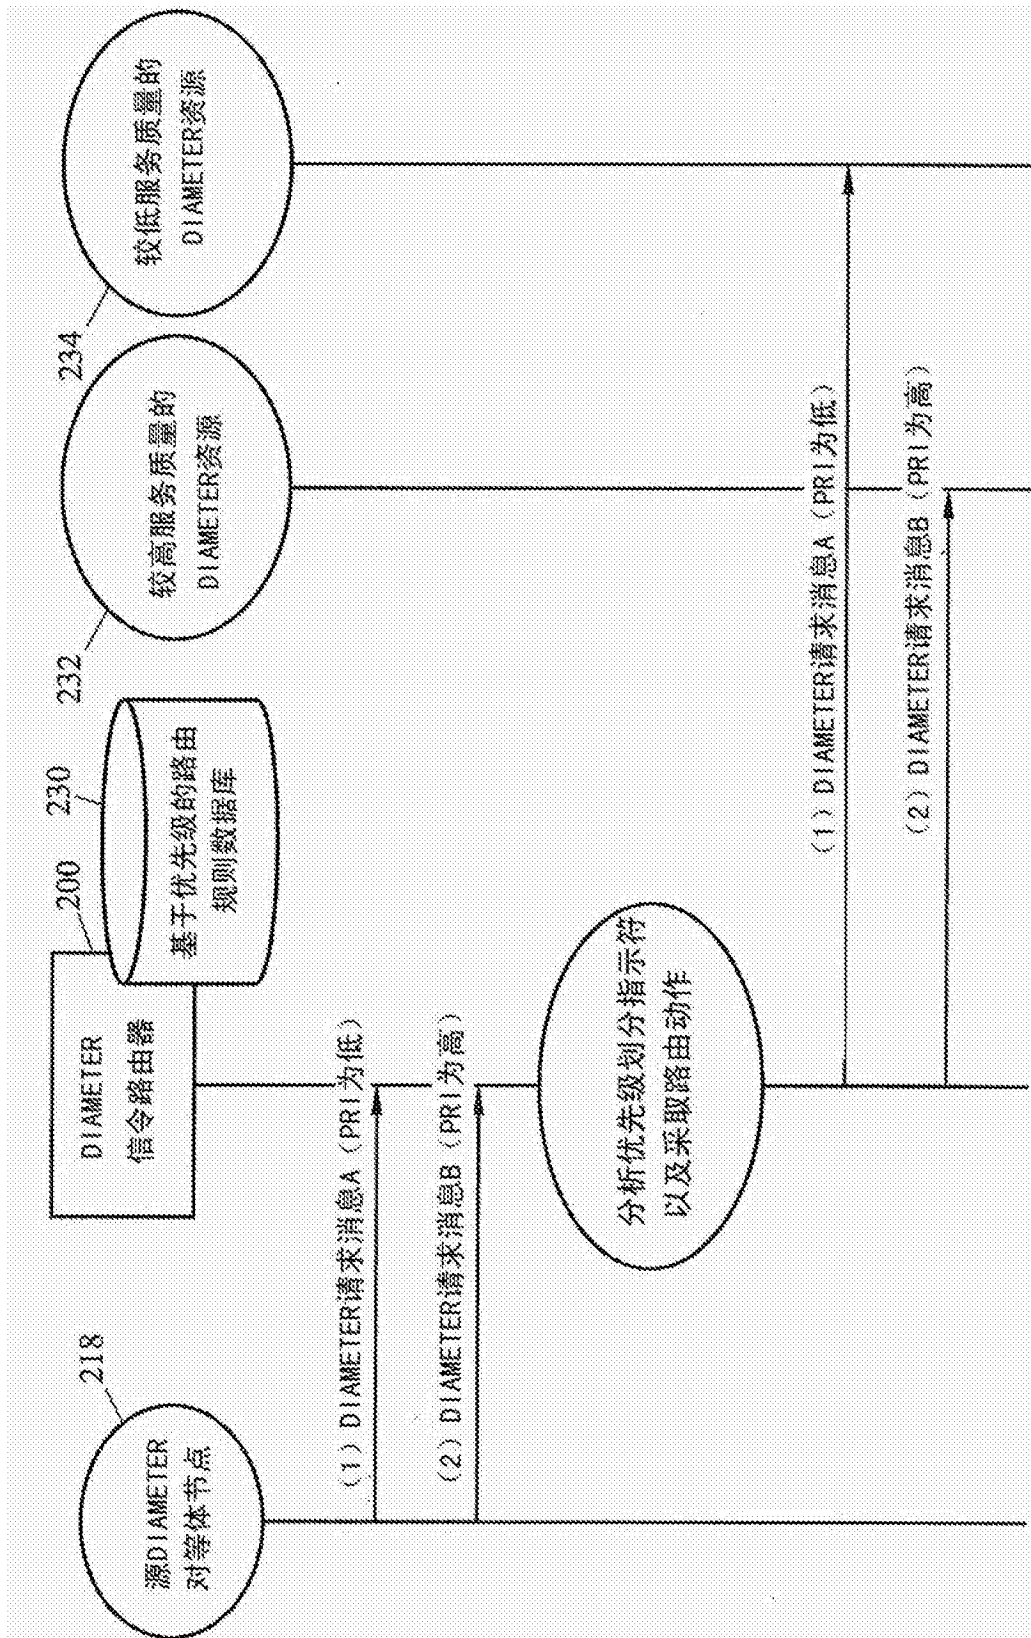 218
源DIAMETER
对等体节点
200
DIAMETER
信令路由器
230
基于优先级的路由
规则数据库
232
较高服务质量的
DIAMETER资源
234
较低服务质量的
DIAMETER资源
(1)DIAMETER请求消息A(PRI为低)
(2)DIAMETER请求消息B(PRI为高)
分析优先级划分指示符
以及采取路由动作
(1)DIAMETER请求消息A(PRI为低)
(2)DIAMETER请求消息B(PRI为高)